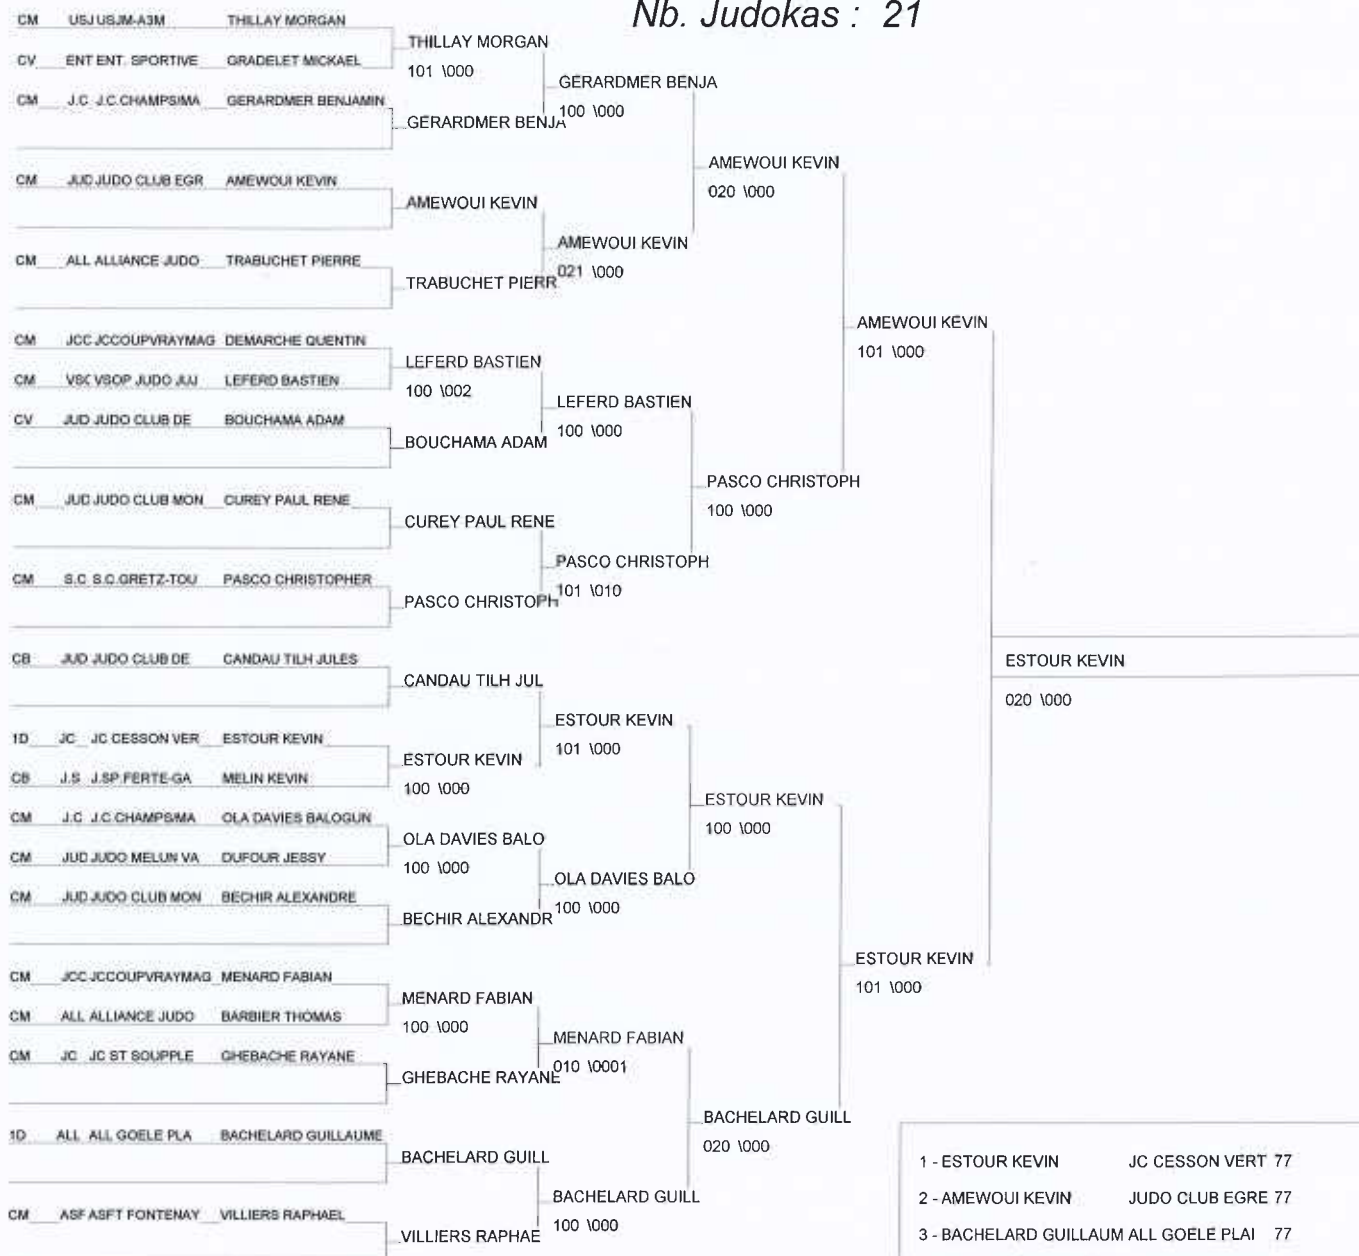 Nb. Judokas : 21
CM USJ USJM-A3M THILLAY MORGAN
CV ENT ENT. SPORTIVE GRADELET MICKAEL
CM J.C J.C.CHAMPS/MA GERARDMER BENJAMIN
CM JUD JUDO CLUB EGR AMEWOUI KEVIN
CM ALL ALLIANCE JUDO TRABUCHET PIERRE
CM JCC JCCOUPVRAYMAG DEMARCHE QUENTIN
CM VSC VSOP JUDO JUJ LEFERD BASTIEN
CV JUD JUDO CLUB DE BOUCHAMA ADAM
CM JUD JUDO CLUB MON CUREY PAUL RENE
CM S.C S.C.GRETZ-TOU PASCO CHRISTOPHER
CB JUD JUDO CLUB DE CANDAU TILH JULES
1D JC JC CESSON VER ESTOUR KEVIN
CB J.S J.SP.FERTE-GA MELIN KEVIN
CM J.C J.C.CHAMPS/MA OLA DAVIES BALOGUN
CM JUD JUDO MELUN VA DUFOUR JESSY
CM JUD JUDO CLUB MON BECHIR ALEXANDRE
CM JCC JCCOUPVRAYMAG MENARD FABIAN
CM ALL ALLIANCE JUDO BARBIER THOMAS
CM JC JC ST SOUPPLE GHEBACHE RAYANE
1D ALL ALL GOELE PLA BACHELARD GUILLAUME
CM ASF ASFT FONTENAY VILLIERS RAPHAEL
THILLAY MORGAN
101 \000
GERARDMER BENJA
AMEWOUI KEVIN
TRABUCHET PIERR
LEFERD BASTIEN
100 \002
BOUCHAMA ADAM
CUREY PAUL RENE
PASCO CHRISTOPH
CANDAU TILH JUL
ESTOUR KEVIN
100 \000
OLA DAVIES BALO
100 \000
BECHIR ALEXANDR
MENARD FABIAN
100 \000
GHEBACHE RAYANE
BACHELARD GUILL
VILLIERS RAPHAE
GERARDMER BENJA
100 \000
AMEWOUI KEVIN
021 \000
LEFERD BASTIEN
100 \000
PASCO CHRISTOPH
101 \010
ESTOUR KEVIN
101 \000
OLA DAVIES BALO
100 \000
MENARD FABIAN
010 \0001
BACHELARD GUILL
100 \000
AMEWOUI KEVIN
020 \000
PASCO CHRISTOPH
100 \000
ESTOUR KEVIN
100 \000
BACHELARD GUILL
020 \000
AMEWOUI KEVIN
101 \000
ESTOUR KEVIN
101 \000
ESTOUR KEVIN
020 \000
1 - ESTOUR KEVIN JC CESSON VERT 77
2 - AMEWOUI KEVIN JUDO CLUB EGRE 77
3 - BACHELARD GUILLAUM ALL GOELE PLAI 77